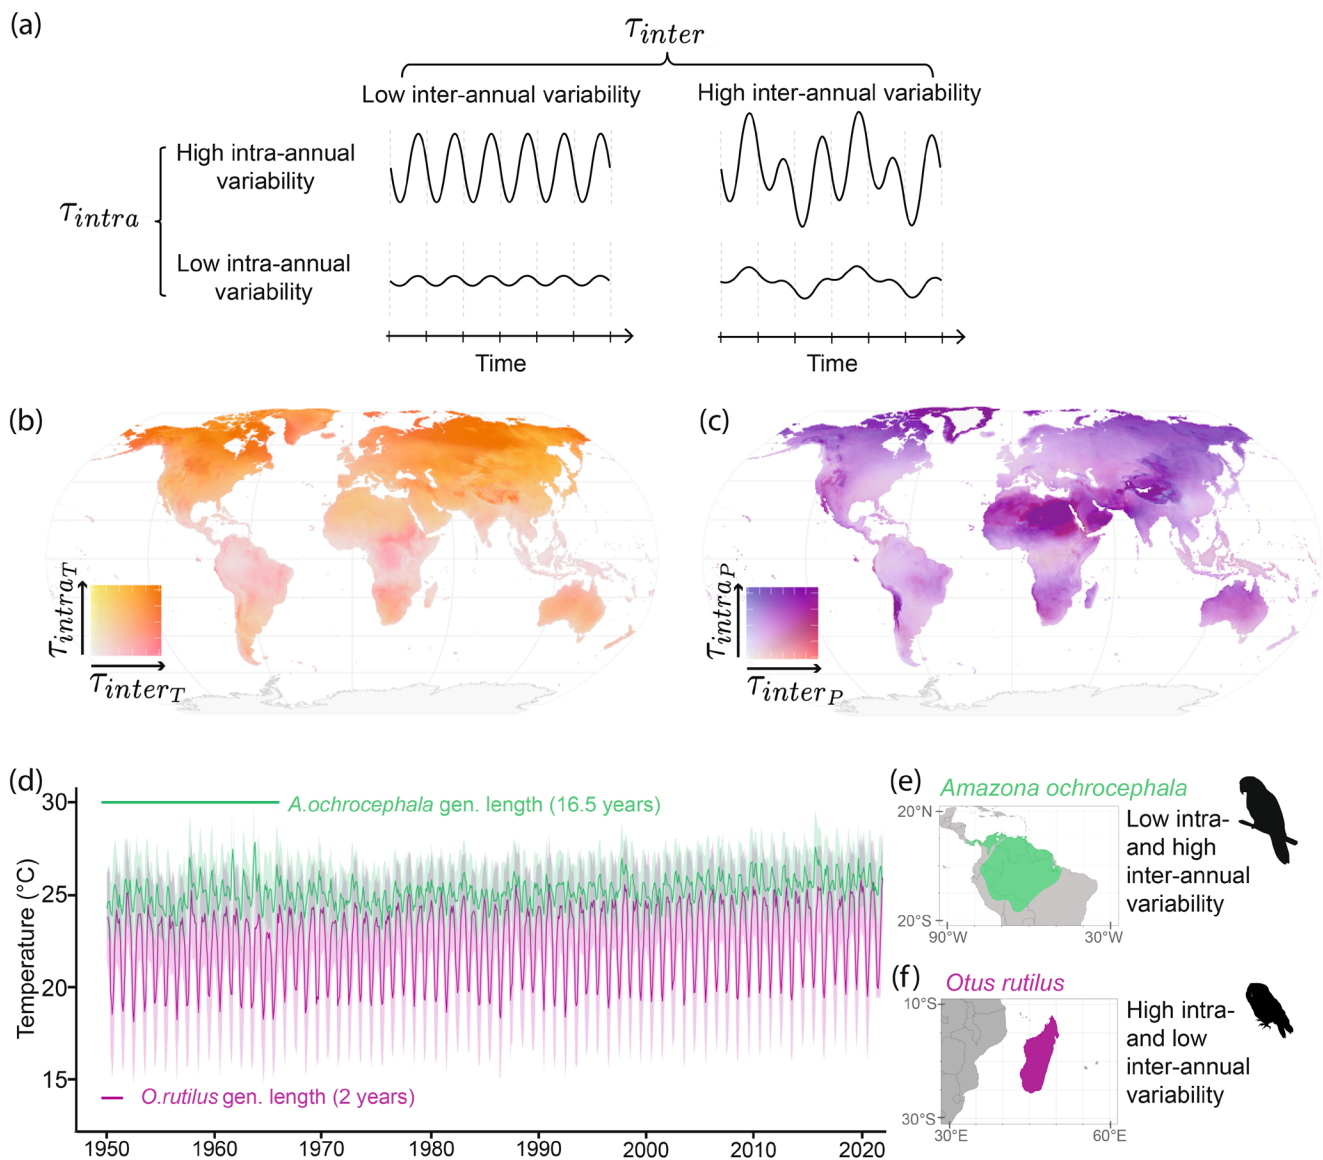 (a)
τinter
Low inter-annual variability
High inter-annual variability
High intra-annual
variability
τintra
Low intra-annual
variability
Time
Time
(b)
τintraT
τinterT
(c)
τintraP
τinterP
(d)
30
25
20
15
Temperature (°C)
A.ochrocephala gen. length (16.5 years)
O.rutilus gen. length (2 years)
1950
1960
1970
1980
1990
2000
2010
2020
(e)
Amazona ochrocephala
20°N
20°S
90°W
30°W
Low intra-
and high
inter-annual
variability
(f)
Otus rutilus
10°S
30°S
30°E
60°E
High intra-
and low
inter-annual
variability